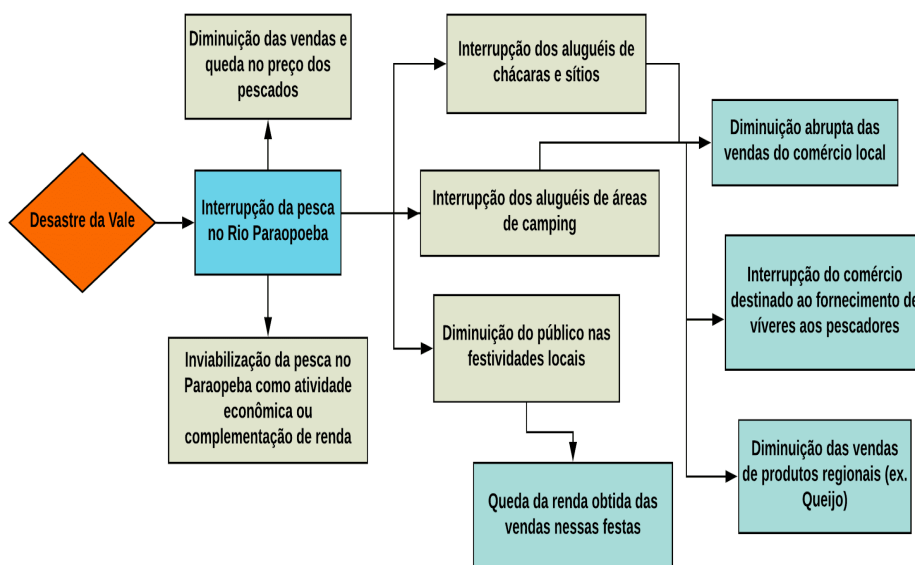 Diminuição das vendas e
queda no preço dos
pescados
Interrupção dos aluguéis de
chácaras e sítios
Diminuição abrupta das
vendas do comércio local
Desastre da Vale
Interrupção da pesca
no Rio Paraopoeba
Interrupção dos aluguéis de áreas
de camping
Interrupção do comércio
destinado ao fornecimento de
víveres aos pescadores
Inviabilização da pesca no
Paraopeba como atividade
econômica ou
complementação de renda
Diminuição do público nas
festividades locais
Diminuição das vendas
de produtos regionais (ex.
Queijo)
Queda da renda obtida das
vendas nessas festas